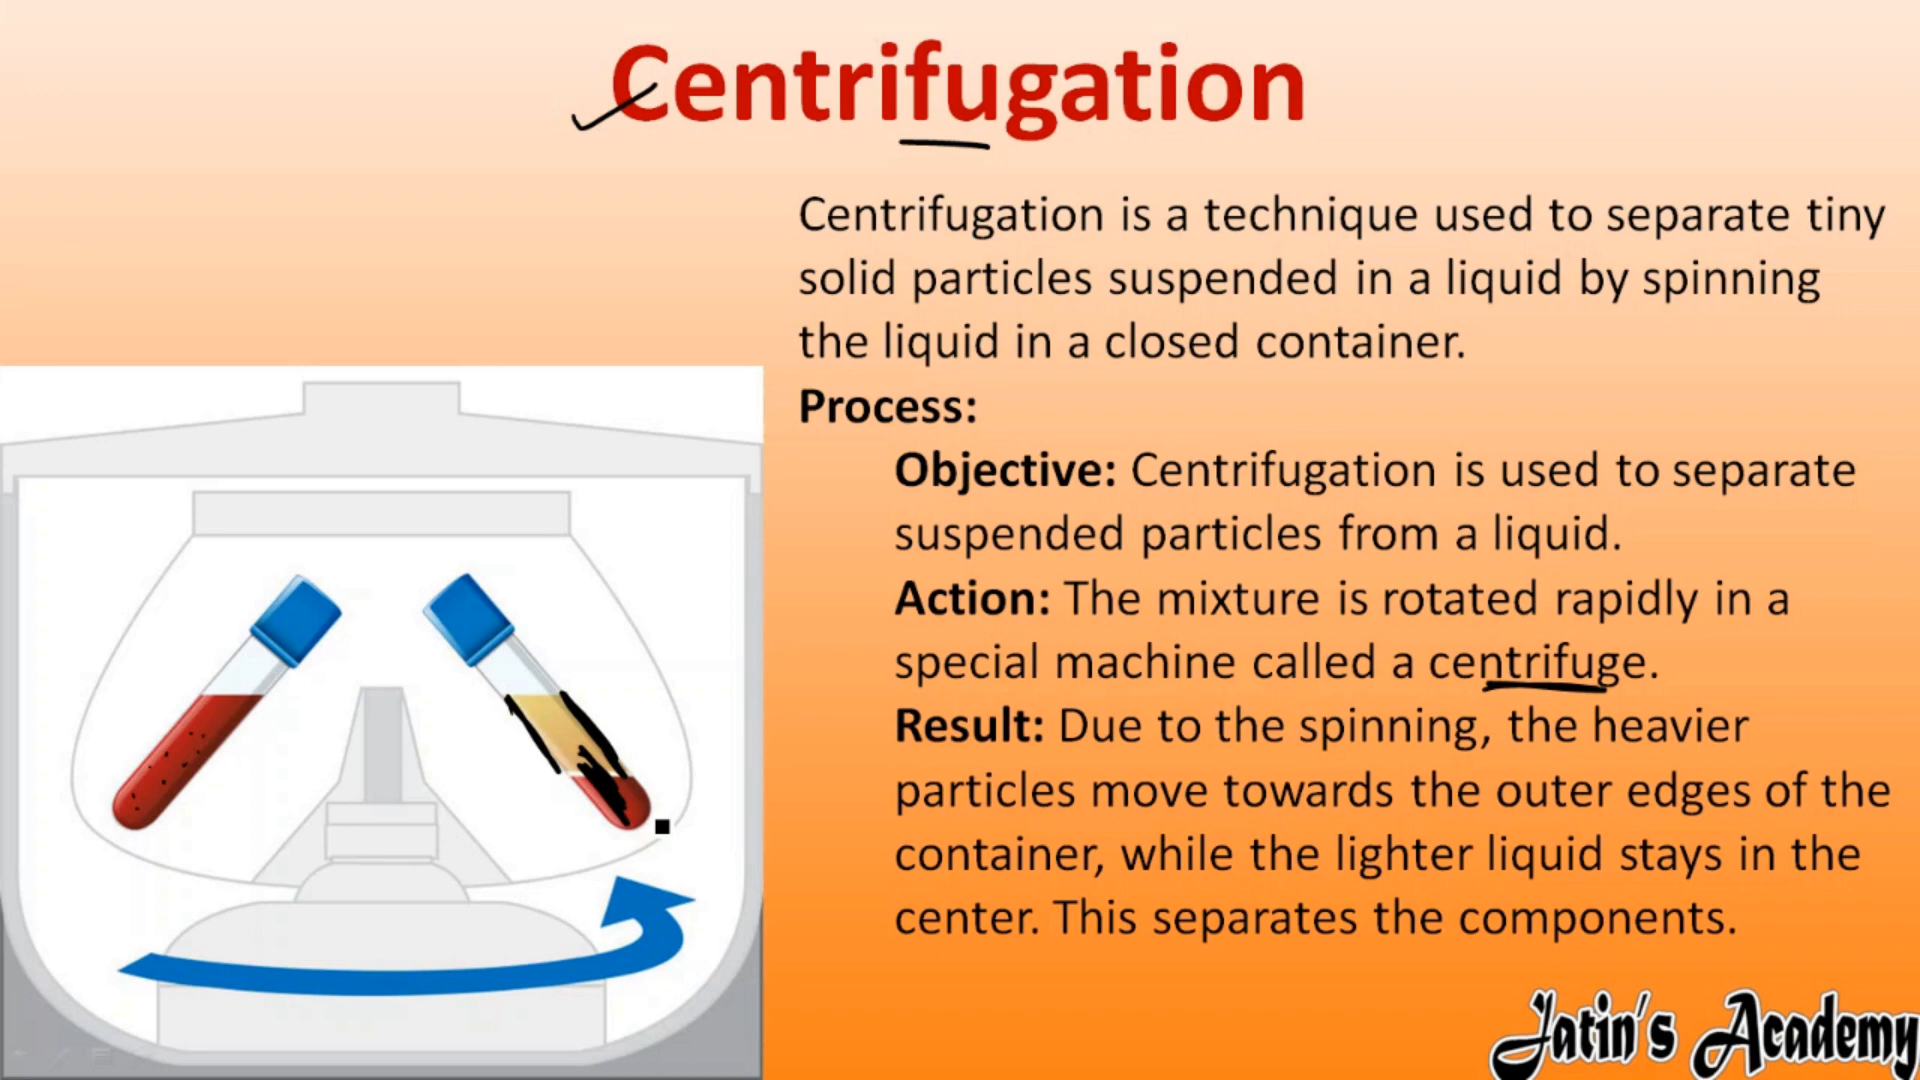 Centrifugation
Centrifugation is a technique used to separate tiny
solid particles suspended in a liquid by spinning
the liquid in a closed container.
Process:
Objective: Centrifugation is used to separate
suspended particles from a liquid.
Action: The mixture is rotated rapidly in a
special machine called a centrifuge.
Result: Due to the spinning, the heavier
particles move towards the outer edges of the
container, while the lighter liquid stays in the
center. This separates the components.
Jatin's Academy